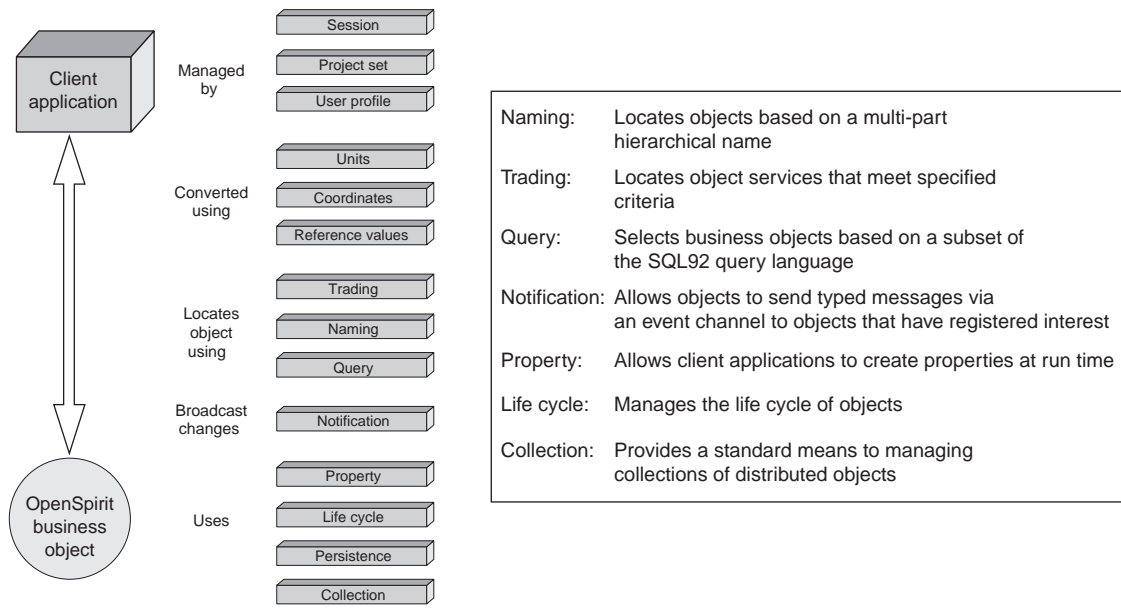 Client
application
OpenSpirit
business
object
Managed
by
Session
Project set
User profile
Converted
using
Units
Coordinates
Reference values
Locates
object
using
Trading
Naming
Query
Broadcast
changes
Notification
Uses
Property
Life cycle
Persistence
Collection
Naming: Locates objects based on a multi-part
hierarchical name
Trading: Locates object services that meet specified
criteria
Query: Selects business objects based on a subset of
the SQL92 query language
Notification: Allows objects to send typed messages via
an event channel to objects that have registered interest
Property: Allows client applications to create properties at run time
Life cycle: Manages the life cycle of objects
Collection: Provides a standard means to managing
collections of distributed objects